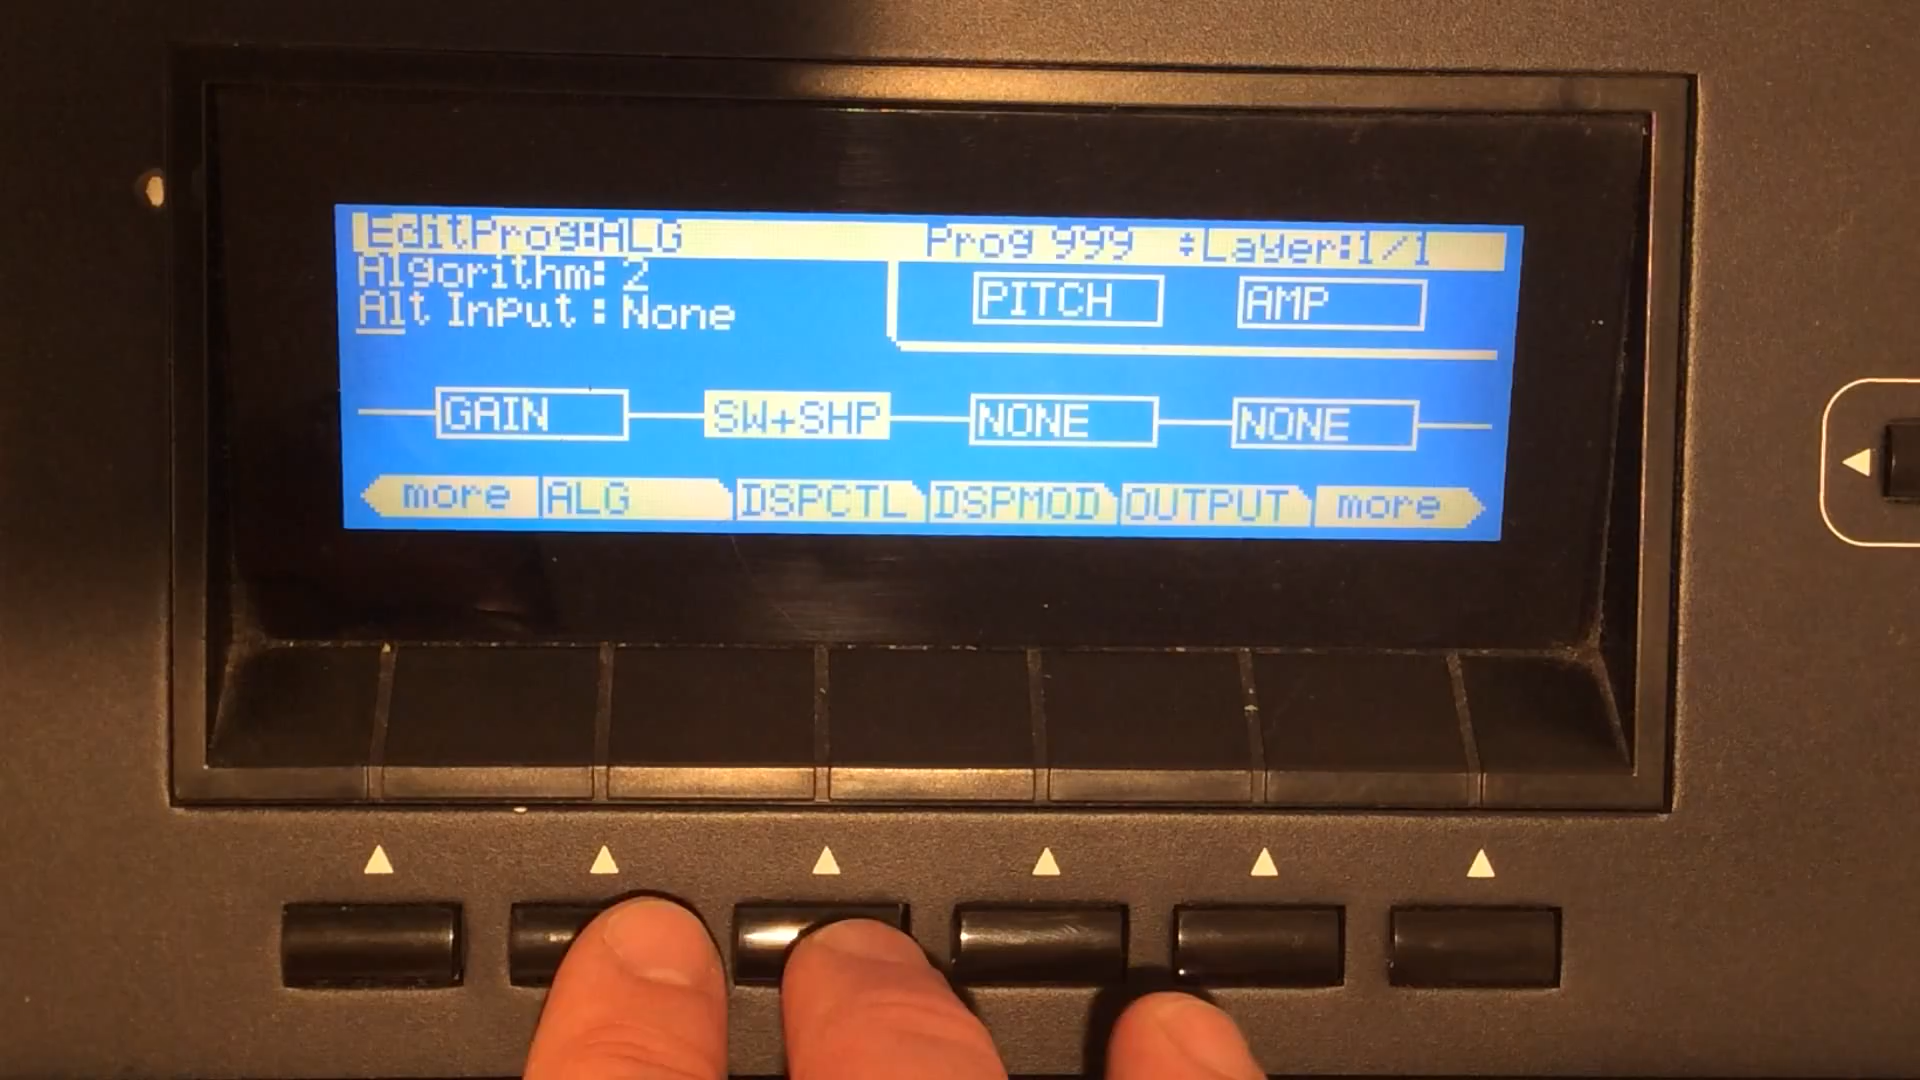 EditProg:ALG Prog 999 Layer:1/1
Algorithm: 2
Alt Input : None
PITCH AMP
GAIN SW+SHP NONE NONE
more ALG DSPCTL DSPMOD OUTPUT more